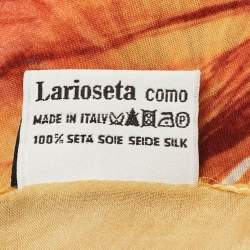 Larioseta como
MADE IN ITALY
100% SETA SOIE SEIDE SILK